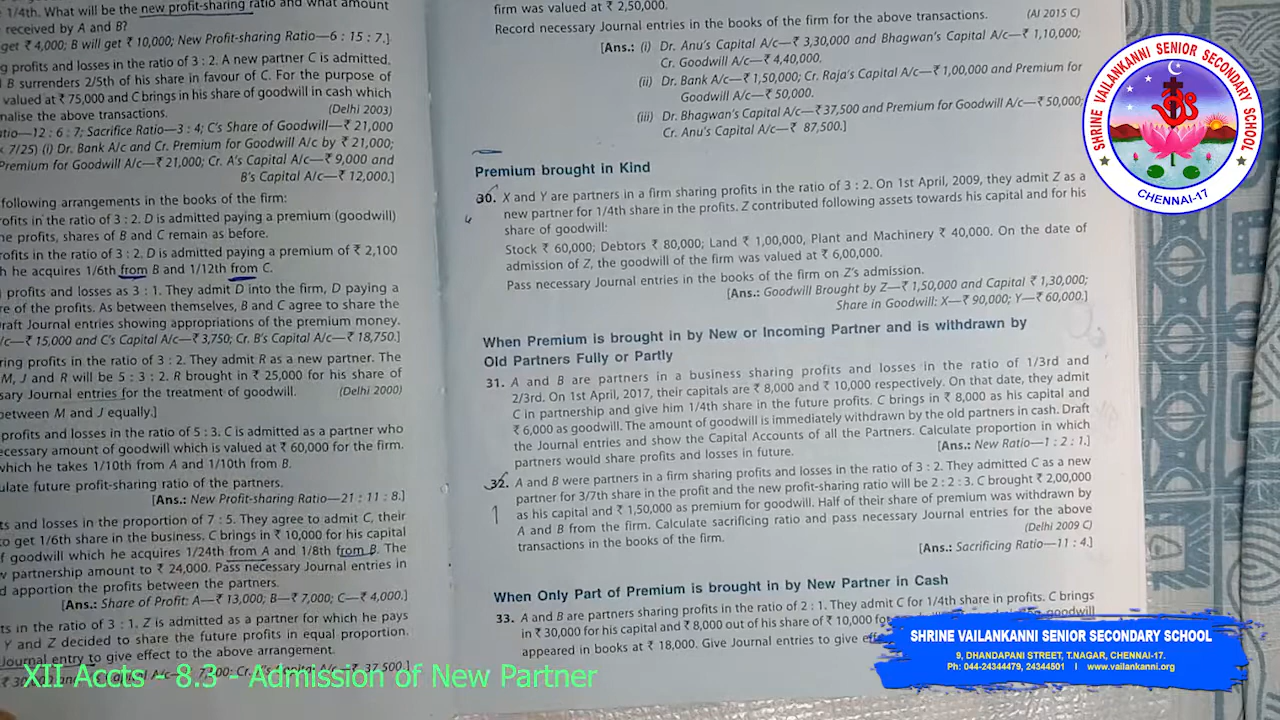 1/4th. What will be the new profit-sharing ratio and what amount
received by A and B?
get ₹ 4,000; B will get ₹ 10,000; New Profit-sharing Ratio—6 : 15 : 7.]
g profits and losses in the ratio of 3 : 2. A new partner C is admitted.
B surrenders 2/5th of his share in favour of C. For the purpose of
valued at ₹ 75,000 and C brings in his share of goodwill in cash which
nalise the above transactions. (Delhi 2003)
atio—12 : 6 : 7; Sacrifice Ratio—3 : 4; C's Share of Goodwill—₹ 21,000
7/25) (i) Dr. Bank A/c and Cr. Premium for Goodwill A/c by ₹ 21,000;
Premium for Goodwill A/c—₹ 21,000; Cr. A's Capital A/c—₹ 9,000 and
B's Capital A/c—₹ 12,000.]
following arrangements in the books of the firm:
rofits in the ratio of 3 : 2. D is admitted paying a premium (goodwill)
he profits, shares of B and C remain as before.
rofits in the ratio of 3 : 2. D is admitted paying a premium of ₹ 2,100
h he acquires 1/6th from B and 1/12th from C.
profits and losses as 3 : 1. They admit D into the firm, D paying a
re of the profits. As between themselves, B and C agree to share the
raft Journal entries showing appropriations of the premium money.
/c—₹ 15,000 and C's Capital A/c—₹ 3,750; Cr. B's Capital A/c—₹ 18,750.]
ring profits in the ratio of 3 : 2. They admit R as a new partner. The
M, J and R will be 5 : 3 : 2. R brought in ₹ 25,000 for his share of
sary Journal entries for the treatment of goodwill. (Delhi 2000)
between M and J equally.]
profits and losses in the ratio of 5 : 3. C is admitted as a partner who
ecessary amount of goodwill which is valued at ₹ 60,000 for the firm.
which he takes 1/10th from A and 1/10th from B.
ulate future profit-sharing ratio of the partners.
[Ans.: New Profit-sharing Ratio—21 : 11 : 8.]
ts and losses in the proportion of 7 : 5. They agree to admit C, their
to get 1/6th share in the business. C brings in ₹ 10,000 for his capital
f goodwill which he acquires 1/24th from A and 1/8th from B. The
w partnership amount to ₹ 24,000. Pass necessary Journal entries in
d apportion the profits between the partners.
[Ans.: Share of Profit: A—₹ 13,000; B—₹ 7,000; C—₹ 4,000.]
ts in the ratio of 3 : 1. Z is admitted as a partner for which he pays
Y and Z decided to share the future profits in equal proportion.
Journal entry to give effect to the above arrangement.
firm was valued at ₹ 2,50,000.
Record necessary Journal entries in the books of the firm for the above transactions. (AI 2015 C)
[Ans.: (i) Dr. Anu's Capital A/c—₹ 3,30,000 and Bhagwan's Capital A/c—₹ 1,10,000;
Cr. Goodwill A/c—₹ 4,40,000.
(ii) Dr. Bank A/c—₹ 1,50,000; Cr. Raja's Capital A/c—₹ 1,00,000 and Premium for
Goodwill A/c—₹ 50,000.
(iii) Dr. Bhagwan's Capital A/c—₹ 37,500 and Premium for Goodwill A/c—₹ 50,000;
Cr. Anu's Capital A/c—₹ 87,500.]
Premium brought in Kind
30. X and Y are partners in a firm sharing profits in the ratio of 3 : 2. On 1st April, 2009, they admit Z as a
new partner for 1/4th share in the profits. Z contributed following assets towards his capital and for his
share of goodwill:
Stock ₹ 60,000; Debtors ₹ 80,000; Land ₹ 1,00,000, Plant and Machinery ₹ 40,000. On the date of
admission of Z, the goodwill of the firm was valued at ₹ 6,00,000.
Pass necessary Journal entries in the books of the firm on Z's admission.
[Ans.: Goodwill Brought by Z—₹ 1,50,000 and Capital ₹ 1,30,000;
Share in Goodwill: X—₹ 90,000; Y—₹ 60,000.]
When Premium is brought in by New or Incoming Partner and is withdrawn by
Old Partners Fully or Partly
31. A and B are partners in a business sharing profits and losses in the ratio of 1/3rd and
2/3rd. On 1st April, 2017, their capitals are ₹ 8,000 and ₹ 10,000 respectively. On that date, they admit
C in partnership and give him 1/4th share in the future profits. C brings in ₹ 8,000 as his capital and
₹ 6,000 as goodwill. The amount of goodwill is immediately withdrawn by the old partners in cash. Draft
the Journal entries and show the Capital Accounts of all the Partners. Calculate proportion in which
partners would share profits and losses in future. [Ans.: New Ratio—1 : 2 : 1.]
32. A and B were partners in a firm sharing profits and losses in the ratio of 3 : 2. They admitted C as a new
partner for 3/7th share in the profit and the new profit-sharing ratio will be 2 : 2 : 3. C brought ₹ 2,00,000
as his capital and ₹ 1,50,000 as premium for goodwill. Half of their share of premium was withdrawn by
A and B from the firm. Calculate sacrificing ratio and pass necessary Journal entries for the above
transactions in the books of the firm. (Delhi 2009 C)
[Ans.: Sacrificing Ratio—11 : 4.]
When Only Part of Premium is brought in by New Partner in Cash
33. A and B are partners sharing profits in the ratio of 2 : 1. They admit C for 1/4th share in profits. C brings
in ₹ 30,000 for his capital and ₹ 8,000 out of his share of ₹ 10,000 for goodwill
appeared in books at ₹ 18,000. Give Journal entries to give eff
SHRINE VAILANKANNI SENIOR SECONDARY SCHOOL
CHENNAI-17
SHRINE VAILANKANNI SENIOR SECONDARY SCHOOL
9, DHANDAPANI STREET, T.NAGAR, CHENNAI-17.
Ph: 044-24344479, 24344501 I www.vailankanni.org
XII Accts - 8.3 - Admission of New Partner